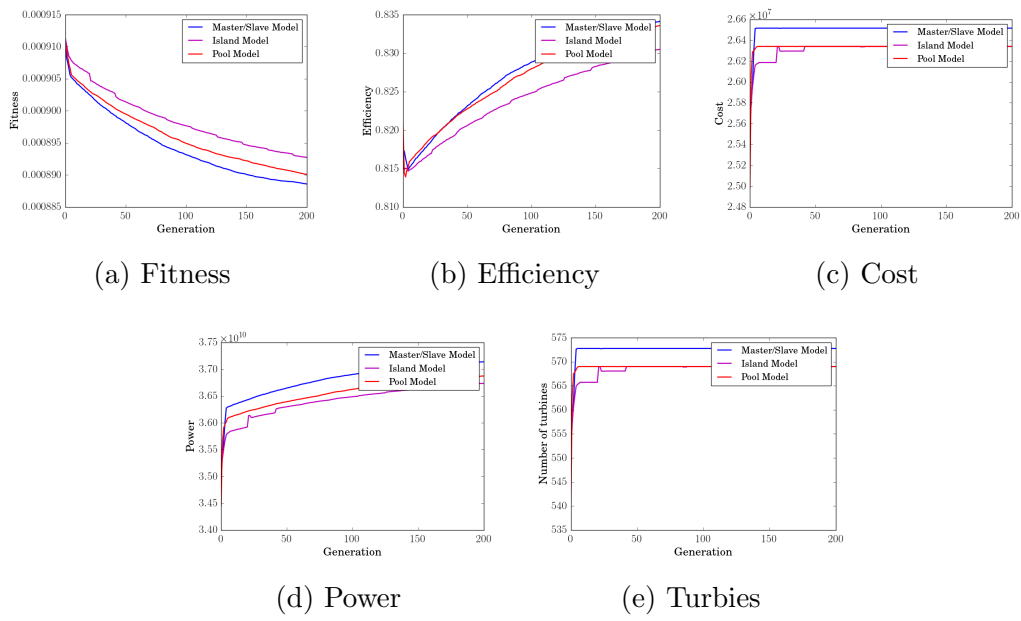 0.000915
0.000910
0.000905
0.000900
0.000895
0.000890
0.000885
Fitness
0 50 100 150 200
Generation
Master/Slave Model
Island Model
Pool Model
(a) Fitness
0.835
0.830
0.825
0.820
0.815
0.810
Efficiency
0 50 100 150 200
Generation
Master/Slave Model
Island Model
Pool Model
(b) Efficiency
×10⁷
2.66
2.64
2.62
2.60
2.58
2.56
2.54
2.52
2.50
2.48
Cost
0 50 100 150 200
Generation
Master/Slave Model
Island Model
Pool Model
(c) Cost
×10¹⁰
3.75
3.70
3.65
3.60
3.55
3.50
3.45
3.40
Power
0 50 100 150 200
Generation
Master/Slave Model
Island Model
Pool Model
(d) Power
575
570
565
560
555
550
545
540
535
Number of turbines
0 50 100 150 200
Generation
Master/Slave Model
Island Model
Pool Model
(e) Turbies